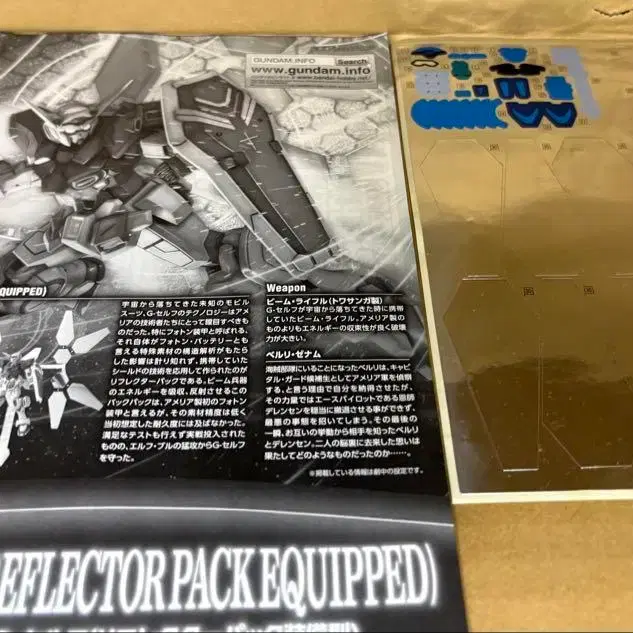 GUNDAM.INFO Search
www.gundam.info
QUIPPED)
宇宙から落ちてきた未知のモビル
スーツ、G-セルフのテクノロジーはアメ
リアの技術者たちにとって瞠目すべきも
のだった。特にフォトン装甲と呼ばれる、
それ自体がフォトン・バッテリーとも
言える特殊素材の構造解析がもたら
した影響は計り知れず、携帯していた
シールドの技術を応用して作られたのが
リフレクターパックである。ビーム兵器
のエネルギーを吸収、反射させるこの
バックパックは、アメリア製初のフォトン
装甲と言えるが、その素材精度は低く
当初想定した耐久度には及ばなかった。
満足なテストも行えず実戦投入された
ものの、エルフ・ブルの猛攻からG-セルフ
を守った。
Weapon
ビーム・ライフル(トワサンガ製)
G-セルフが宇宙から落ちてきた時に携帯
していたビーム・ライフル。アメリア製の
ものよりもエネルギーの収束性が良く破壊
力が大きい。
ベルリ・ゼナム
海賊部隊にいることになったベルリは、キャピ
タル・ガード候補生としてアメリア軍を偵察
する、と言う理由で自分を納得させたが、
その力量ではエースパイロットである恩師
デレンセンを穏当に撤退させる事ができず、
最悪の事態を招いてしまう。その最後の
一瞬、お互いの挙動から相手を知ったベルリ
とデレンセン。二人の脳裏に去来した思いは
果たしてどのようなものだったのか……。
※掲載している情報は劇中の設定です。
EFLECTOR PACK EQUIPPED)